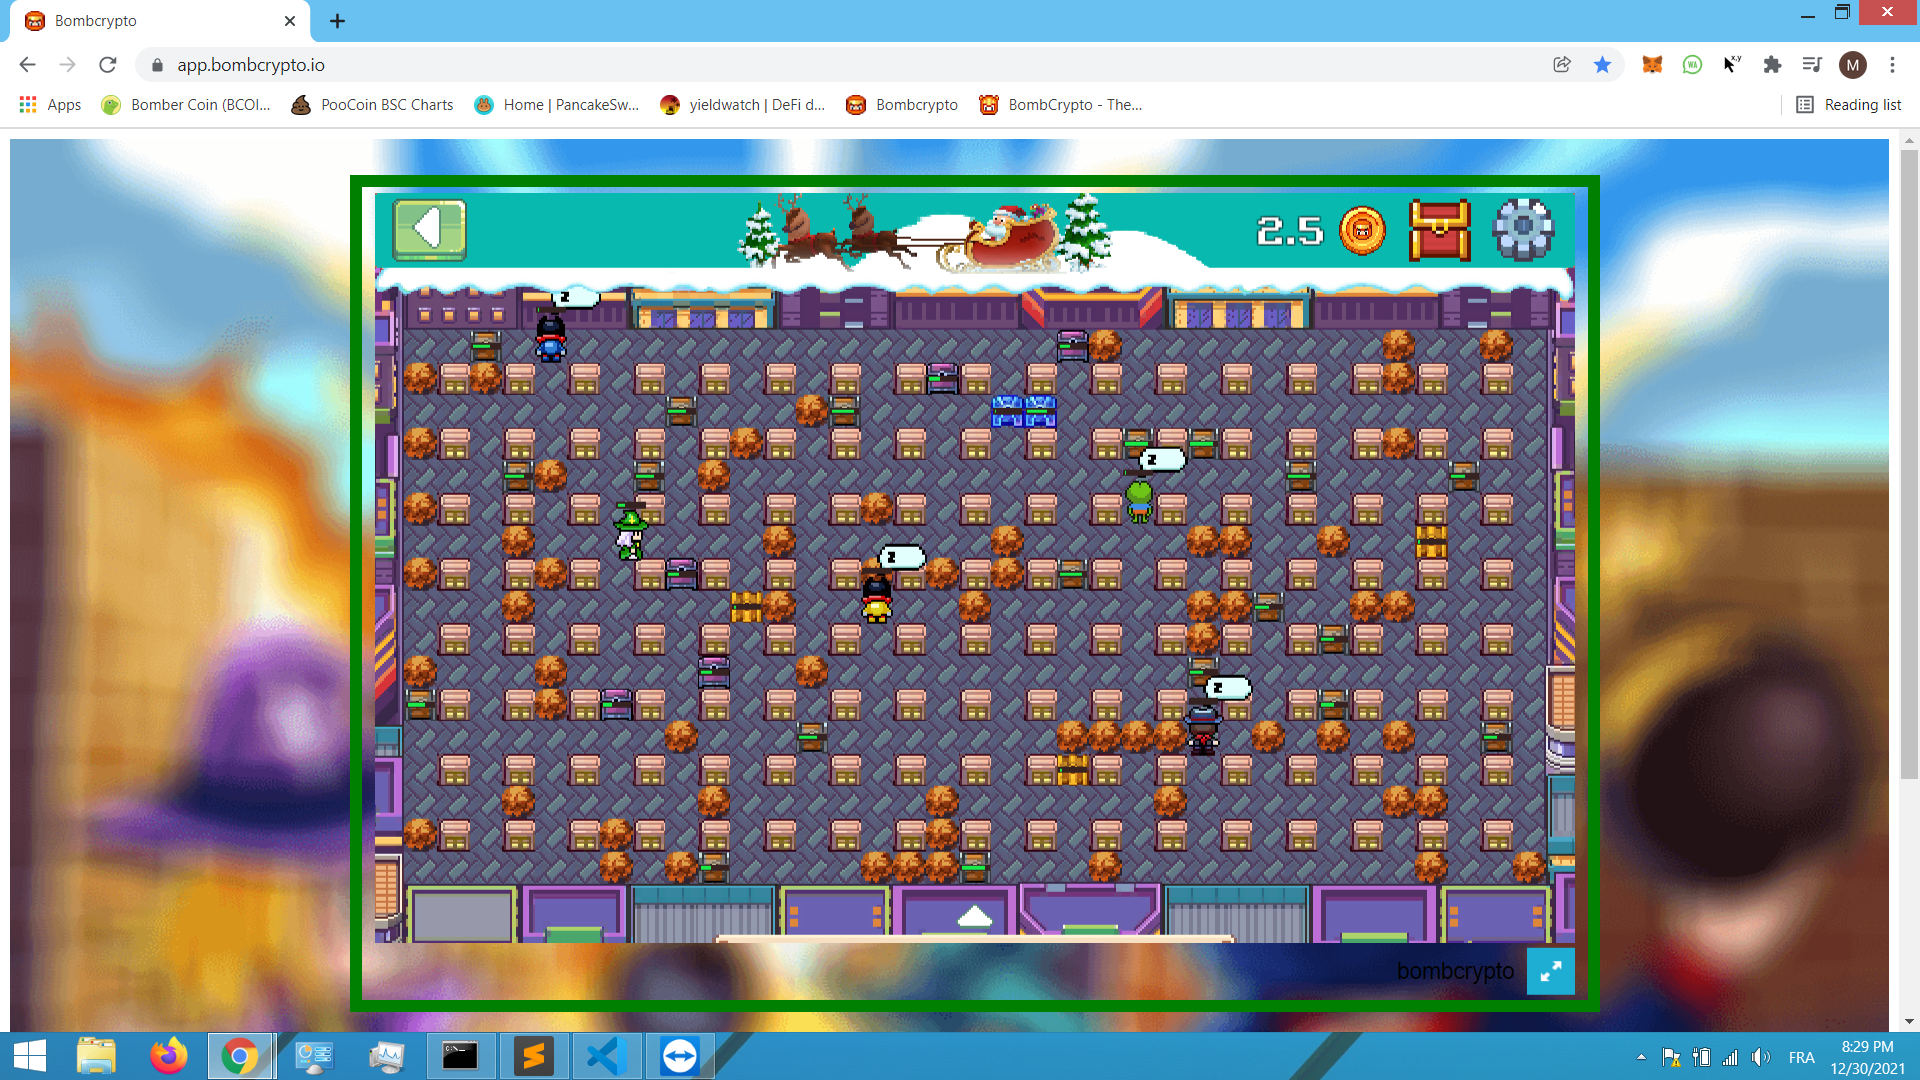 Bombcrypto
app.bombcrypto.io
M
Apps
Bomber Coin (BCOI...
PooCoin BSC Charts
Home | PancakeSw...
yieldwatch | DeFi d...
Bombcrypto
BombCrypto - The...
Reading list
2.5
z
z
z
z
bombcrypto
FRA
8:29 PM
12/30/2021